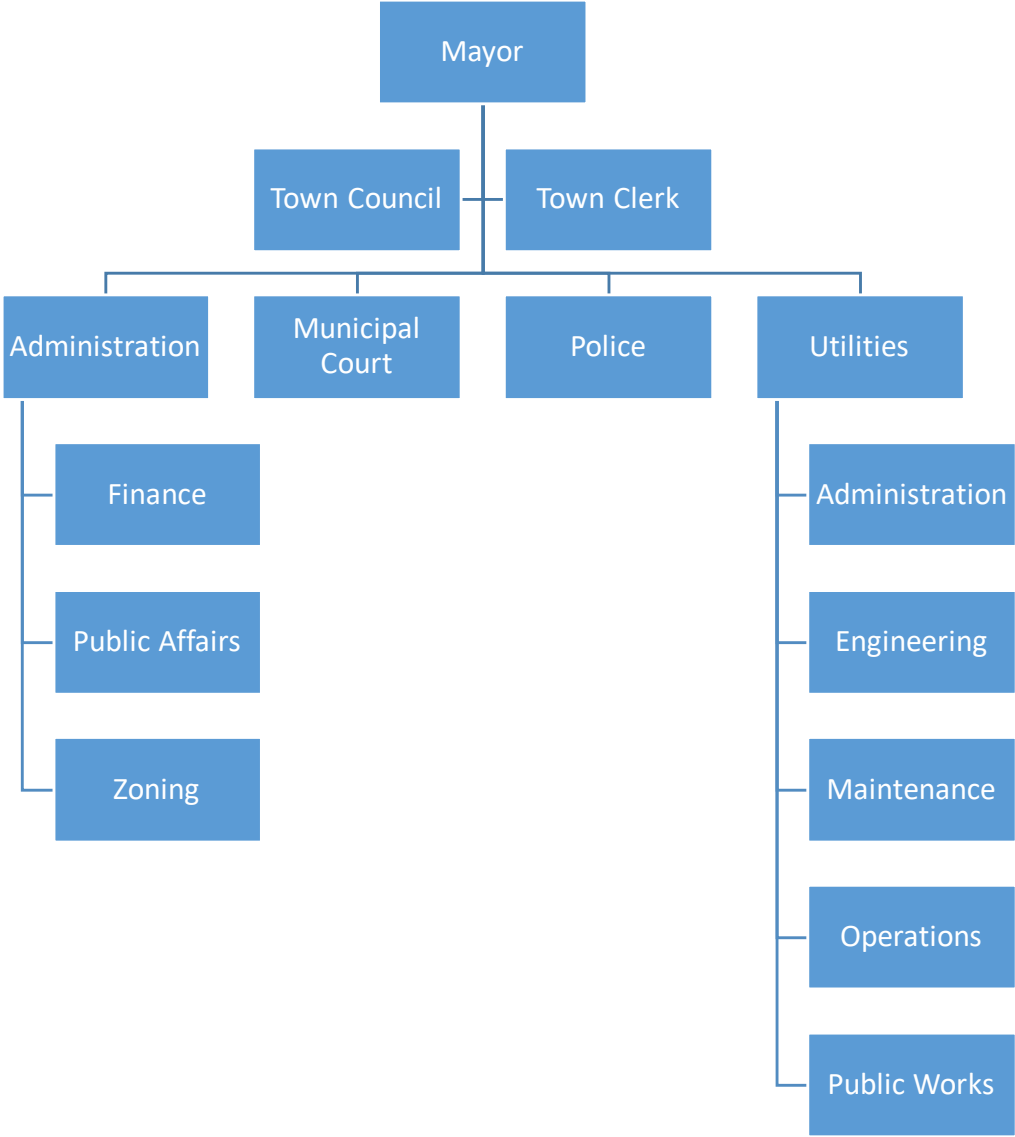 Mayor
Town Council
Town Clerk
Administration
Municipal
Court
Police
Utilities
Finance
Public Affairs
Zoning
Administration
Engineering
Maintenance
Operations
Public Works